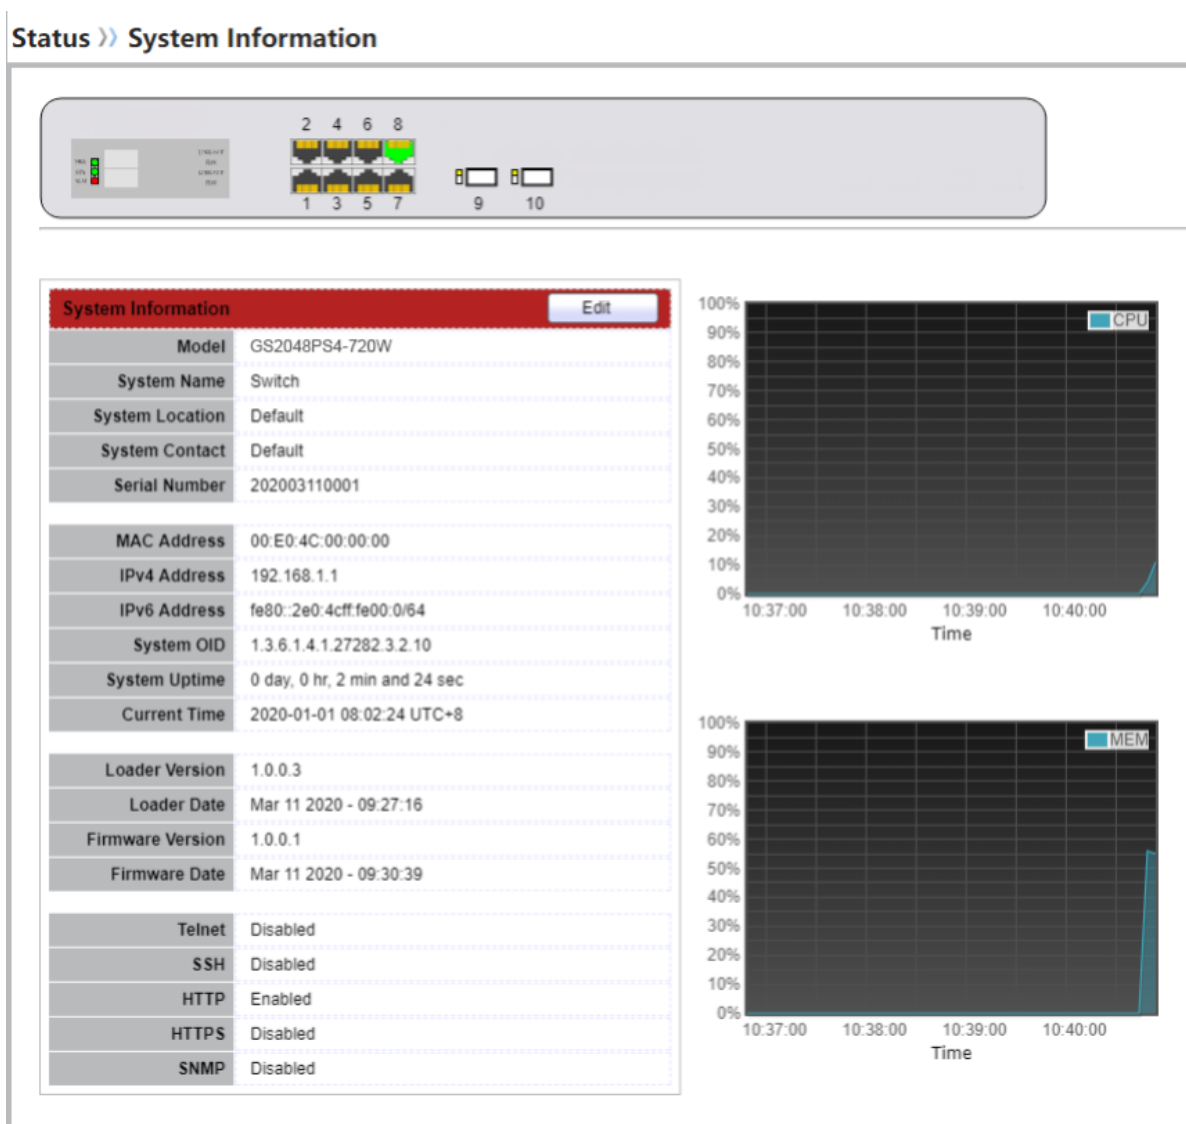 Status » System Information
2 4 6 8
1 3 5 7 9 10
System Information Edit
Model GS2048PS4-720W
System Name Switch
System Location Default
System Contact Default
Serial Number 202003110001
MAC Address 00:E0:4C:00:00:00
IPv4 Address 192.168.1.1
IPv6 Address fe80::2e0:4cff:fe00:0/64
System OID 1.3.6.1.4.1.27282.3.2.10
System Uptime 0 day, 0 hr, 2 min and 24 sec
Current Time 2020-01-01 08:02:24 UTC+8
Loader Version 1.0.0.3
Loader Date Mar 11 2020 - 09:27:16
Firmware Version 1.0.0.1
Firmware Date Mar 11 2020 - 09:30:39
Telnet Disabled
SSH Disabled
HTTP Enabled
HTTPS Disabled
SNMP Disabled
100%
CPU
90%
80%
70%
60%
50%
40%
30%
20%
10%
0%
10:37:00 10:38:00 10:39:00 10:40:00
Time
100%
MEM
90%
80%
70%
60%
50%
40%
30%
20%
10%
0%
10:37:00 10:38:00 10:39:00 10:40:00
Time